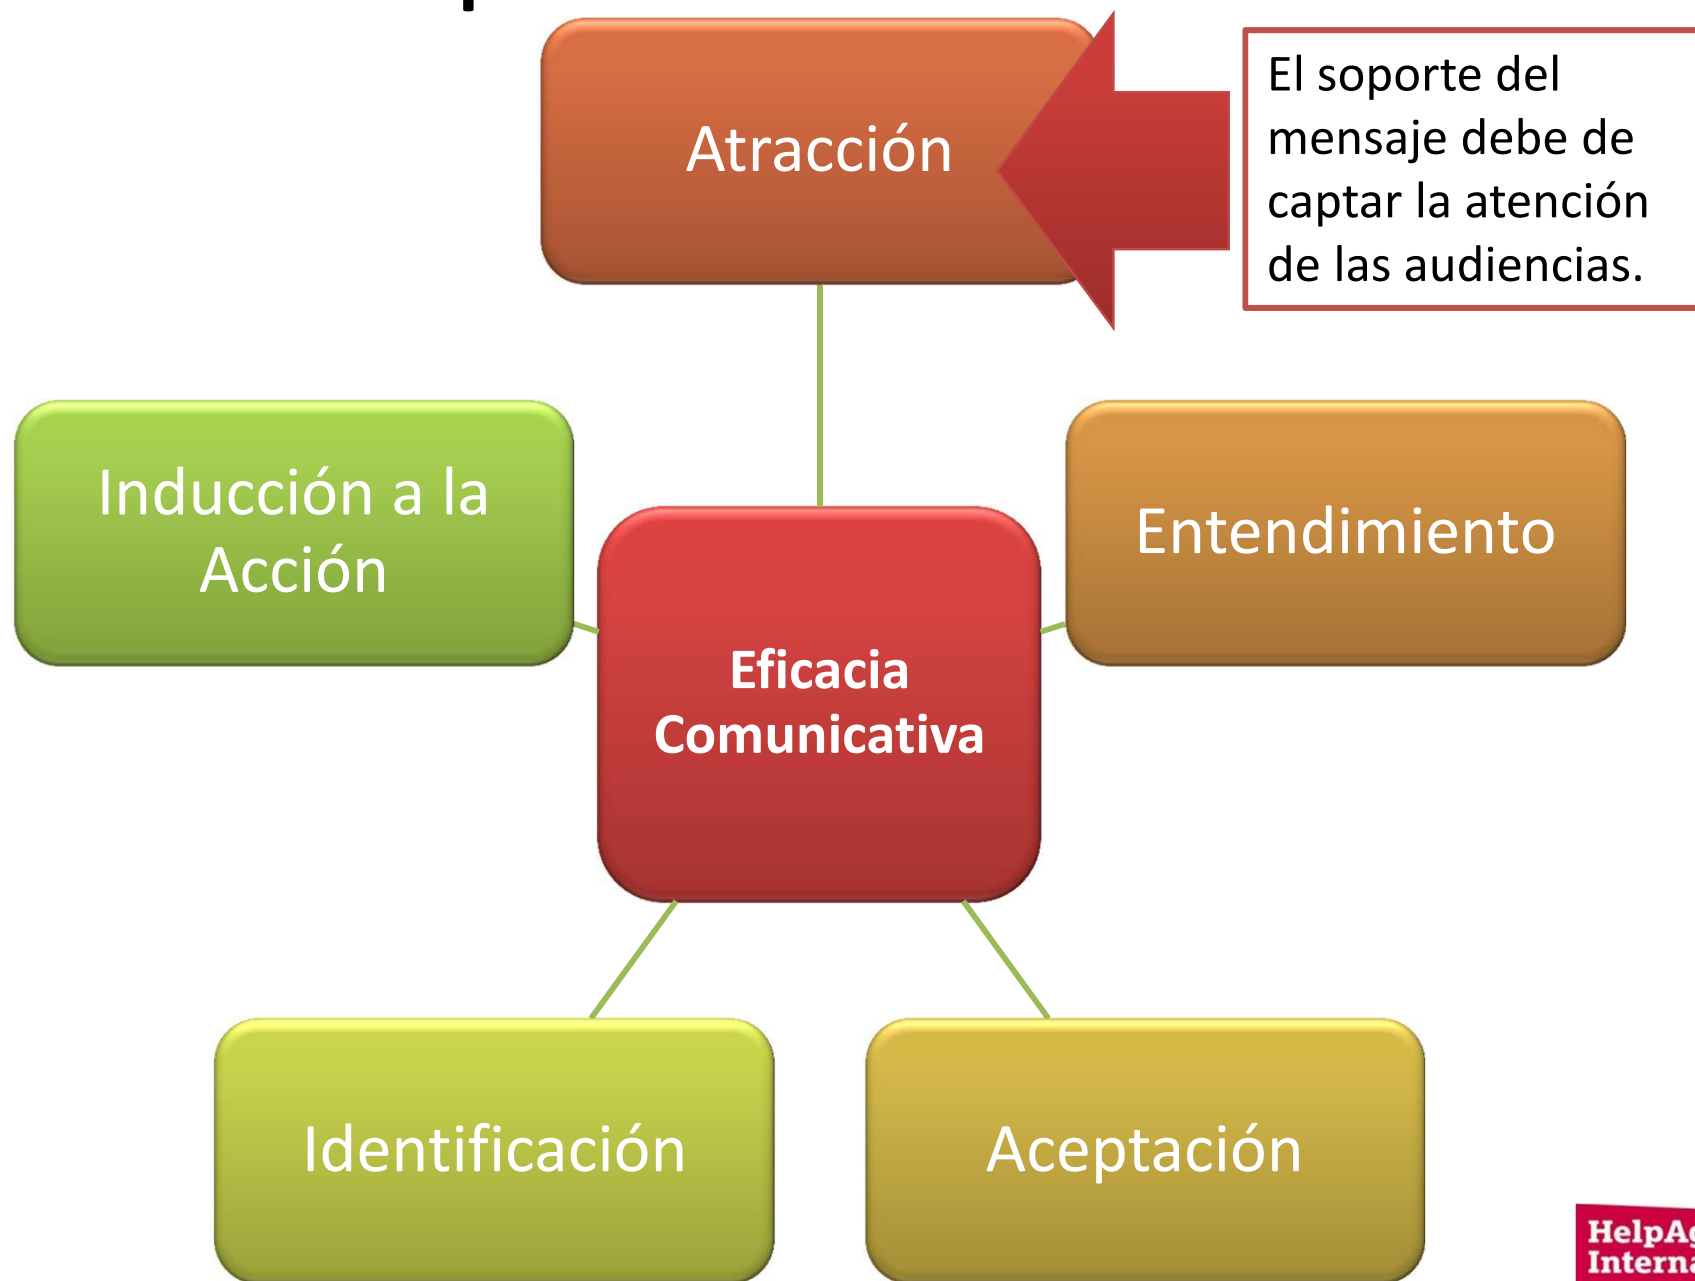 Atracción
El soporte del
mensaje debe de
captar la atención
de las audiencias.
Inducción a la
Acción
Entendimiento
Eficacia
Comunicativa
Identificación
Aceptación